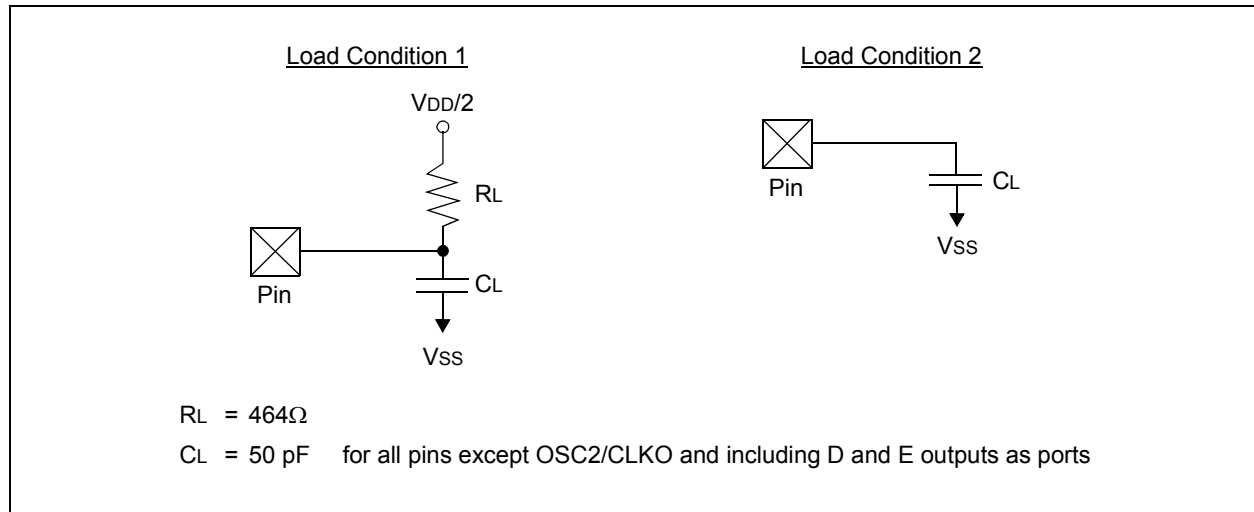 Load Condition 1
VDD/2
RL
Pin
CL
VSS
Load Condition 2
Pin
CL
VSS
RL = 464Ω
CL = 50 pF for all pins except OSC2/CLKO and including D and E outputs as ports